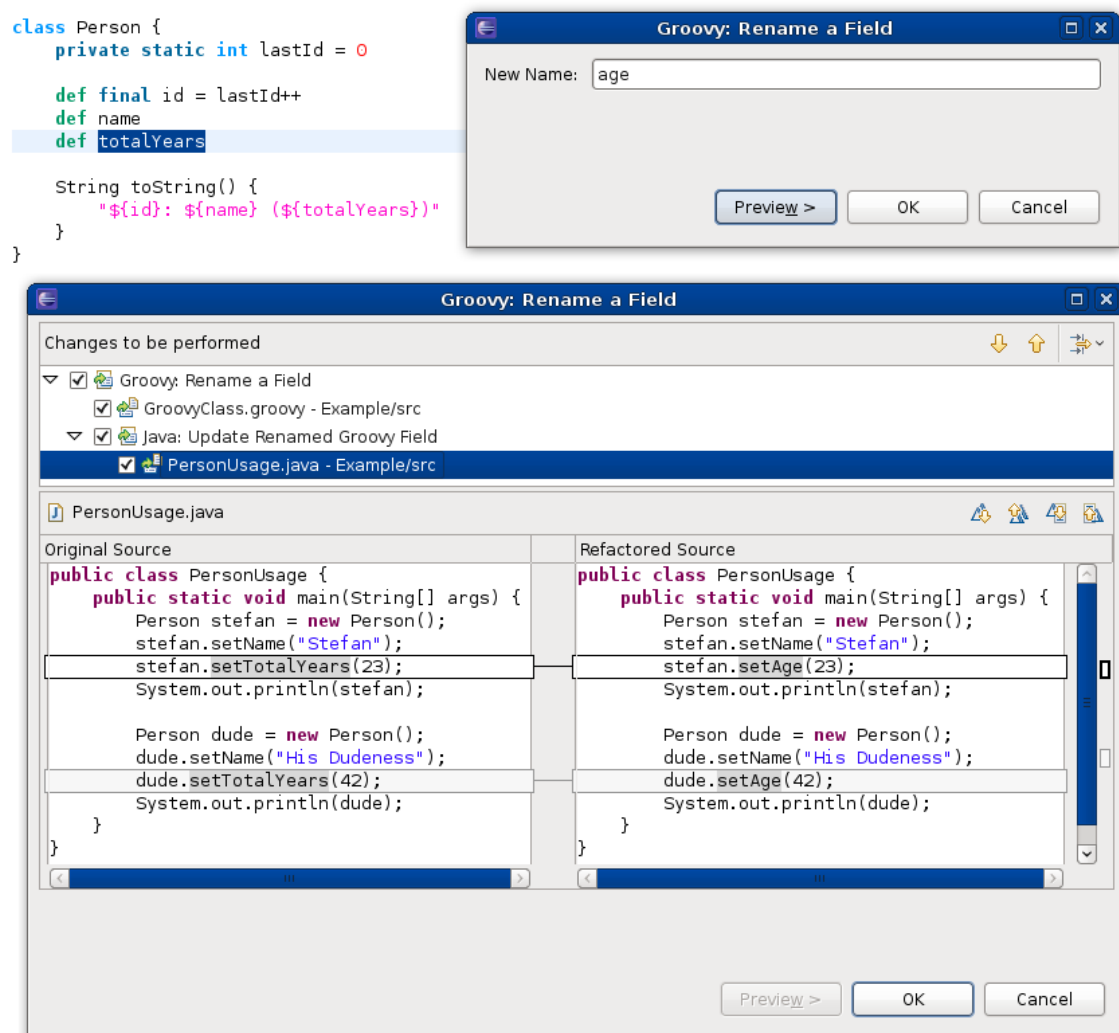 class Person {
    private static int lastId = 0
    def final id = lastId++
    def name
    def totalYears
    String toString() {
        "${id}: ${name} (${totalYears})"
    }
}
Groovy: Rename a Field
New Name: age
Preview > OK Cancel
Groovy: Rename a Field
Changes to be performed
Groovy: Rename a Field
GroovyClass.groovy - Example/src
Java: Update Renamed Groovy Field
PersonUsage.java - Example/src
PersonUsage.java
Original Source
public class PersonUsage {
    public static void main(String[] args) {
        Person stefan = new Person();
        stefan.setName("Stefan");
        stefan.setTotalYears(23);
        System.out.println(stefan);
        Person dude = new Person();
        dude.setName("His Dudeness");
        dude.setTotalYears(42);
        System.out.println(dude);
    }
}
Refactored Source
public class PersonUsage {
    public static void main(String[] args) {
        Person stefan = new Person();
        stefan.setName("Stefan");
        stefan.setAge(23);
        System.out.println(stefan);
        Person dude = new Person();
        dude.setName("His Dudeness");
        dude.setAge(42);
        System.out.println(dude);
    }
}
Preview > OK Cancel